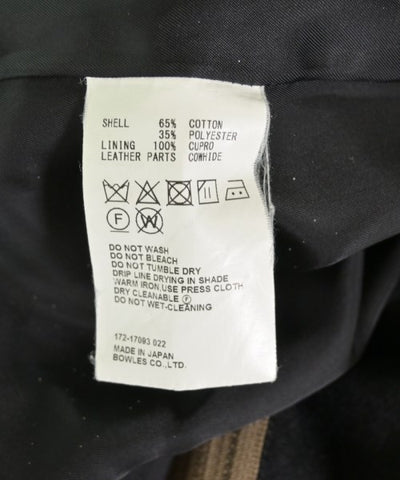 SHELL 65% COTTON
35% POLYESTER
LINING 100% CUPRO
LEATHER PARTS COWHIDE
F W
DO NOT WASH
DO NOT BLEACH
DO NOT TUMBLE DRY
DRIP LINE DRYING IN SHADE
WARM IRON, USE PRESS CLOTH
DRY CLEANABLE Ⓕ
DO NOT WET-CLEANING
172-17093 022
MADE IN JAPAN
BOWLES CO., LTD.